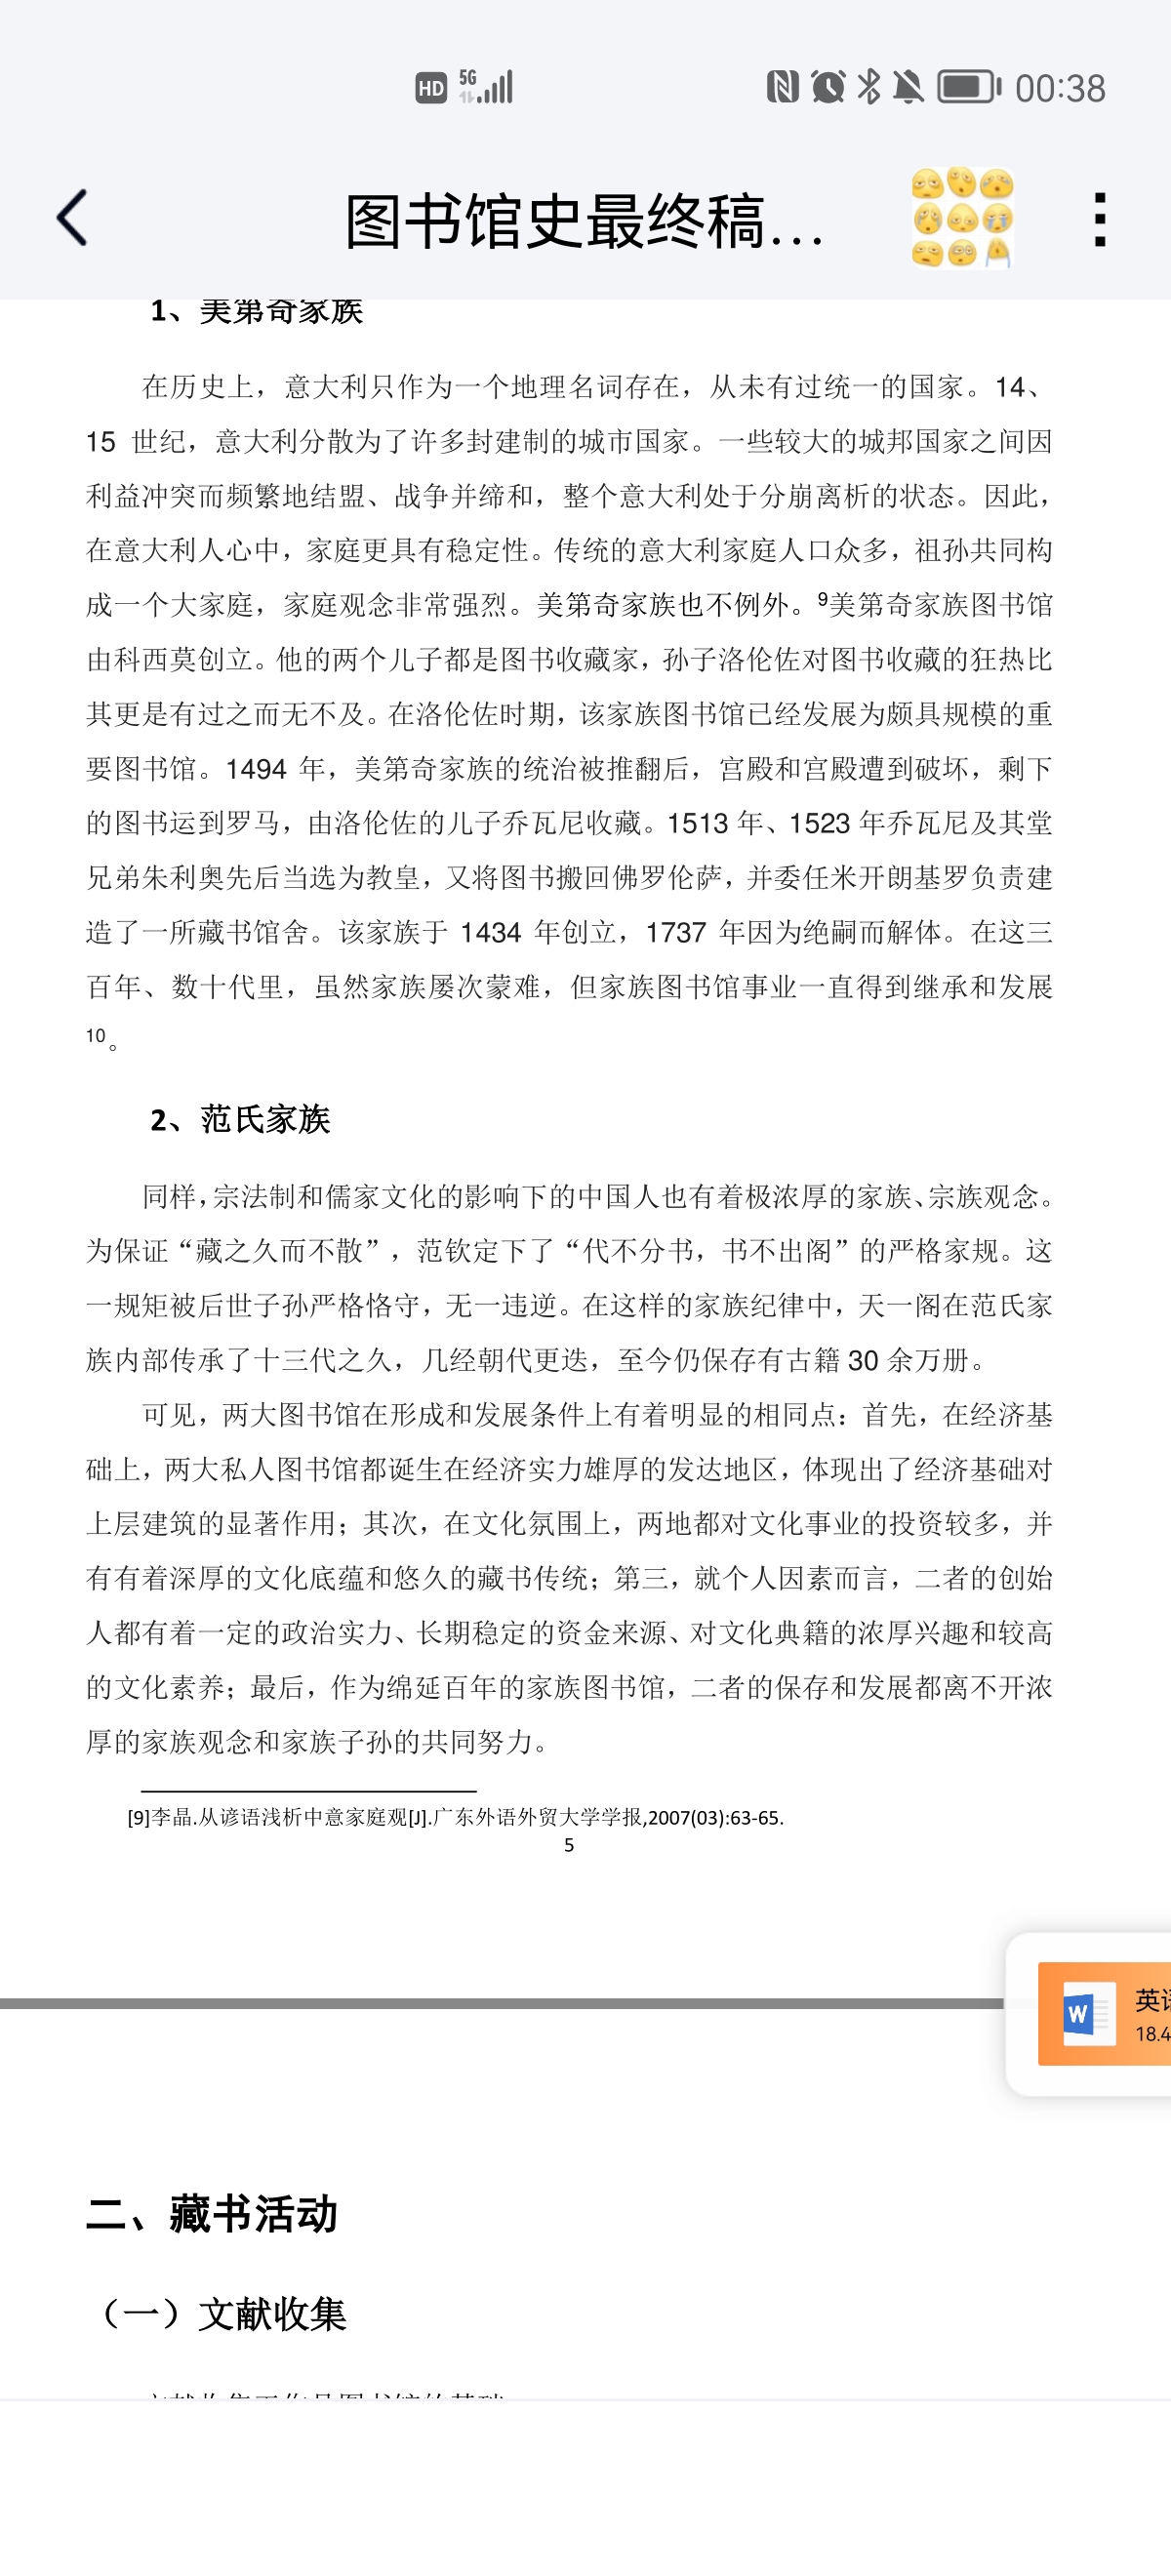 HD 5G 00:38
图书馆史最终稿...
1、美第奇家族
在历史上，意大利只作为一个地理名词存在，从未有过统一的国家。14、
15 世纪，意大利分散为了许多封建制的城市国家。一些较大的城邦国家之间因
利益冲突而频繁地结盟、战争并缔和，整个意大利处于分崩离析的状态。因此，
在意大利人心中，家庭更具有稳定性。传统的意大利家庭人口众多，祖孙共同构
成一个大家庭，家庭观念非常强烈。美第奇家族也不例外。9美第奇家族图书馆
由科西莫创立。他的两个儿子都是图书收藏家，孙子洛伦佐对图书收藏的狂热比
其更是有过之而无不及。在洛伦佐时期，该家族图书馆已经发展为颇具规模的重
要图书馆。1494 年，美第奇家族的统治被推翻后，宫殿和宫殿遭到破坏，剩下
的图书运到罗马，由洛伦佐的儿子乔瓦尼收藏。1513 年、1523 年乔瓦尼及其堂
兄弟朱利奥先后当选为教皇，又将图书搬回佛罗伦萨，并委任米开朗基罗负责建
造了一所藏书馆舍。该家族于 1434 年创立，1737 年因为绝嗣而解体。在这三
百年、数十代里，虽然家族屡次蒙难，但家族图书馆事业一直得到继承和发展
10。
2、范氏家族
同样，宗法制和儒家文化的影响下的中国人也有着极浓厚的家族、宗族观念。
为保证“藏之久而不散”，范钦定下了“代不分书，书不出阁”的严格家规。这
一规矩被后世子孙严格恪守，无一违逆。在这样的家族纪律中，天一阁在范氏家
族内部传承了十三代之久，几经朝代更迭，至今仍保存有古籍 30 余万册。
可见，两大图书馆在形成和发展条件上有着明显的相同点：首先，在经济基
础上，两大私人图书馆都诞生在经济实力雄厚的发达地区，体现出了经济基础对
上层建筑的显著作用；其次，在文化氛围上，两地都对文化事业的投资较多，并
有有着深厚的文化底蕴和悠久的藏书传统；第三，就个人因素而言，二者的创始
人都有着一定的政治实力、长期稳定的资金来源、对文化典籍的浓厚兴趣和较高
的文化素养；最后，作为绵延百年的家族图书馆，二者的保存和发展都离不开浓
厚的家族观念和家族子孙的共同努力。
[9]李晶.从谚语浅析中意家庭观[J].广东外语外贸大学学报,2007(03):63-65.
5
W 英语
18.4
二、藏书活动
（一）文献收集